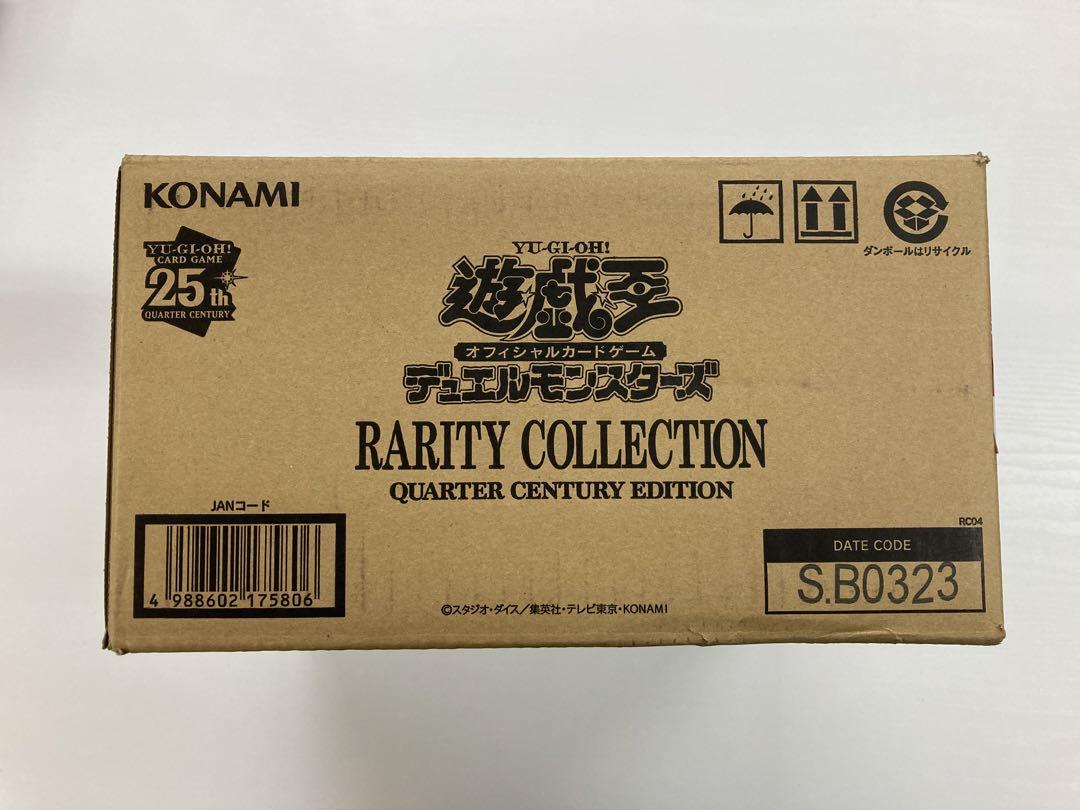 KONAMI
YU-GI-OH!
CARD GAME
25th
QUARTER CENTURY
ダンボールはリサイクル
YU-GI-OH!
遊戯王
オフィシャルカードゲーム
デュエルモンスターズ
RARITY COLLECTION
QUARTER CENTURY EDITION
JANコード
4 988602 175806
RC04
DATE CODE
S.B0323
©スタジオ・ダイス/集英社・テレビ東京・KONAMI